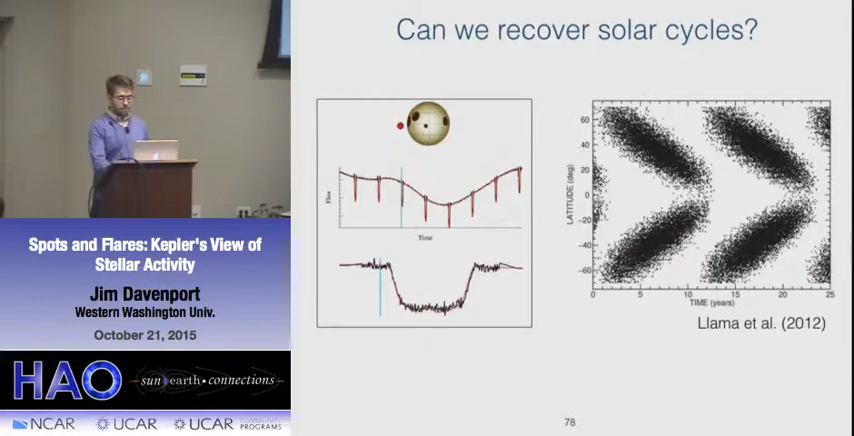 Can we recover solar cycles?
Flux
Time
LATITUDE (deg)
60
40
20
0
-20
-40
-60
0
5
10
15
20
25
TIME (years)
Llama et al. (2012)
78
Spots and Flares: Kepler's View of
Stellar Activity
Jim Davenport
Western Washington Univ.
October 21, 2015
HAO
sun earth • connections
NCAR
UCAR
UCAR
PROGRAMS